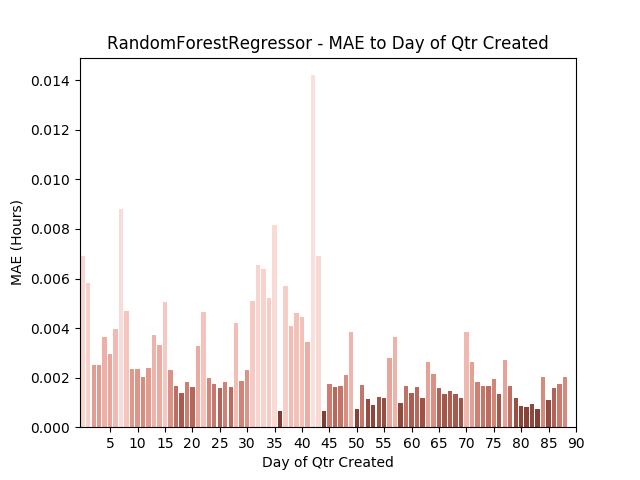 RandomForestRegressor - MAE to Day of Qtr Created
0.014
0.012
0.010
0.008
0.006
0.004
0.002
0.000
MAE (Hours)
5 10 15 20 25 30 35 40 45 50 55 60 65 70 75 80 85 90
Day of Qtr Created